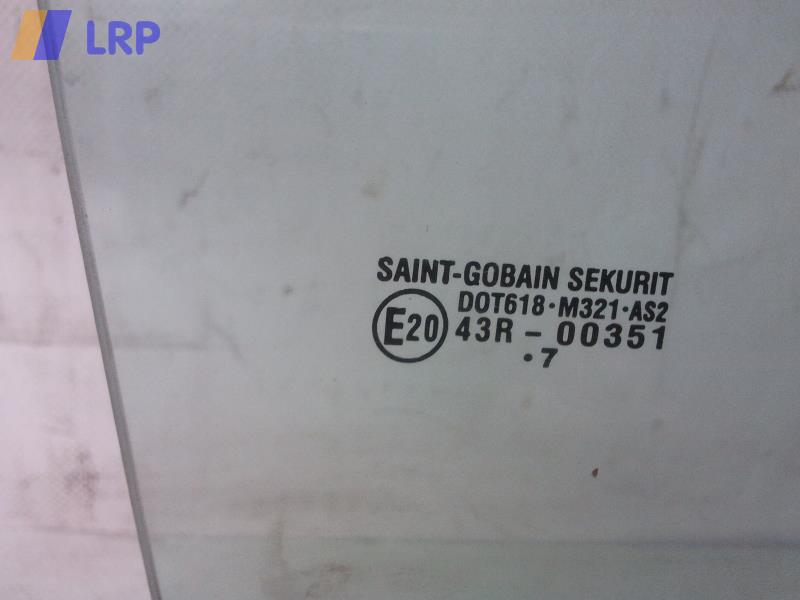 LRP
SAINT-GOBAIN SEKURIT
DOT618·M321·AS2
E20 43R - 00351
·7